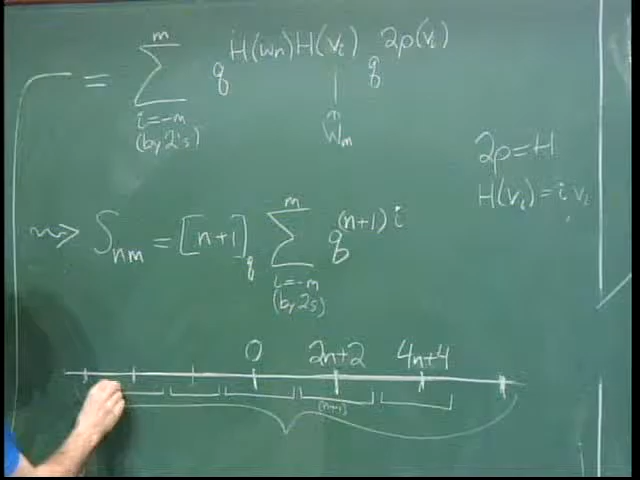 = Σ_{i=-m (by 2's)}^{m} q^{H(w_n)H(v_i)} q^{2ρ(v_i)}
W_m
2ρ=H
H(v_i)=i v_i
⇝ S_{nm} = [n+1]_q Σ_{i=-m (by 2's)}^{m} q^{(n+1)i}
0 2n+2 4n+4
(n+1)